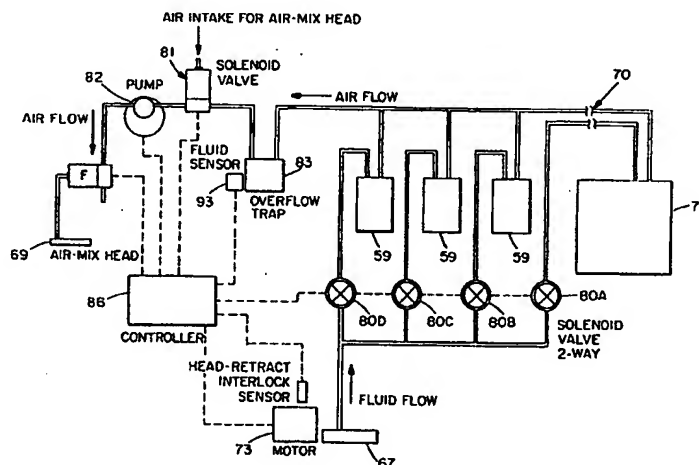 AIR INTAKE FOR AIR-MIX HEAD
81
SOLENOID
VALVE
82
PUMP
70
AIR FLOW
AIR FLOW
FLUID
SENSOR
F
93
83
OVERFLOW
TRAP
59
59
59
69
AIR-MIX HEAD
86
CONTROLLER
80D
80C
80B
80A
SOLENOID
VALVE
2-WAY
HEAD-RETRACT
INTERLOCK
SENSOR
FLUID FLOW
73
MOTOR
67